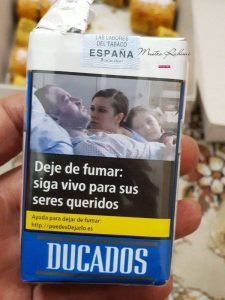 LAS LABORES
DEL TABACO
ESPAÑA
Deje de fumar:
siga vivo para sus
seres queridos
Ayuda para dejar de fumar:
http://puedesDejarlo.es
DUCADOS